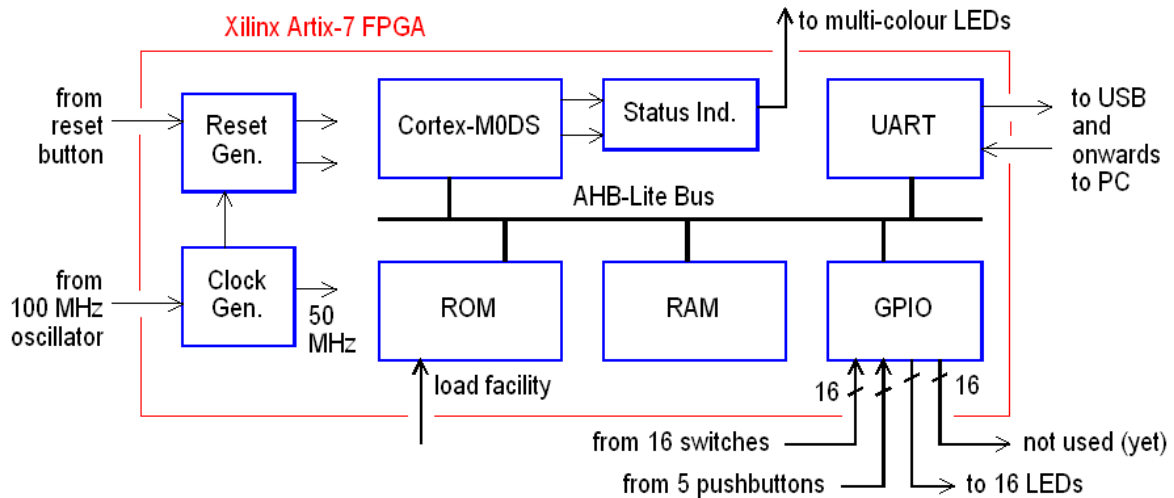 to multi-colour LEDs
Xilinx Artix-7 FPGA
from
reset
button
Reset
Gen.
Cortex-M0DS
Status Ind.
UART
to USB
and
onwards
to PC
AHB-Lite Bus
from
100 MHz
oscillator
Clock
Gen.
50
MHz
ROM
RAM
GPIO
load facility
16
16
from 16 switches
not used (yet)
from 5 pushbuttons
to 16 LEDs